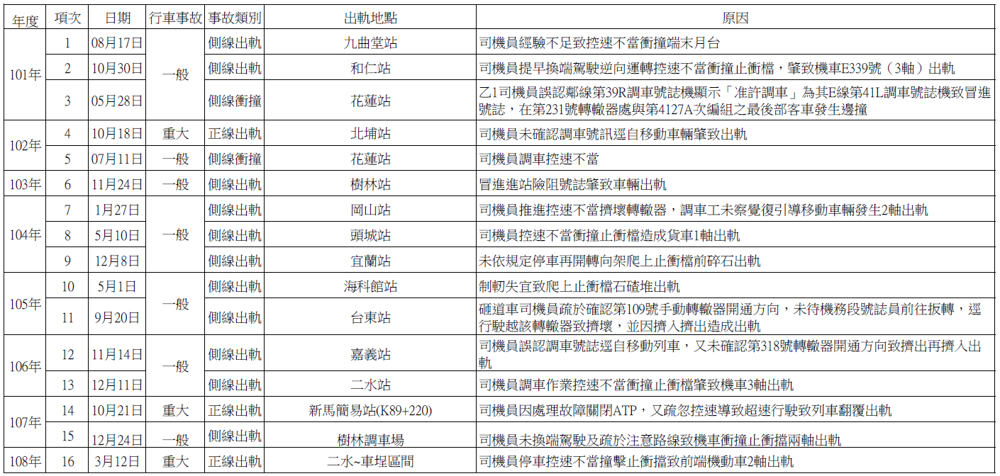 年度 項次 日期 行車事故 事故類別 出軌地點 原因
101年 1 08月17日 一般 側線出軌 九曲堂站 司機員經驗不足致控速不當衝撞端末月台
2 10月30日 側線出軌 和仁站 司機員提早換端駕駛逆向運轉控速不當衝撞止衝檔，肇致機車E339號（3軸）出軌
3 05月28日 側線衝撞 花蓮站 乙1司機員誤認鄰線第39R調車號誌機顯示「准許調車」為其E線第41L調車號誌機致冒進
號誌，在第231號轉轍器處與第4127A次編組之最後部客車發生邊撞
102年 4 10月18日 重大 正線出軌 北埔站 司機員未確認調車號訊逕自移動車輛肇致出軌
5 07月11日 一般 側線衝撞 花蓮站 司機員調車控速不當
103年 6 11月24日 一般 側線出軌 樹林站 冒進進站險阻號誌肇致車輛出軌
104年 7 1月27日 一般 側線出軌 岡山站 司機員推進控速不當擠壞轉轍器，調車工未察覺復引導移動車輛發生2軸出軌
8 5月10日 側線出軌 頭城站 司機員控速不當衝撞止衝檔造成貨車1軸出軌
9 12月8日 側線出軌 宜蘭站 未依規定停車再開轉向架爬上止衝檔前碎石出軌
105年 10 5月1日 一般 側線出軌 海科館站 制軔失宜致爬上止衝檔石碴堆出軌
11 9月20日 側線出軌 台東站 砸道車司機員疏於確認第109號手動轉轍器開通方向，未待機務段號誌員前往扳轉，逕
行駛越該轉轍器致擠壞，並因擠入擠出造成出軌
106年 12 11月14日 一般 側線出軌 嘉義站 司機員誤認調車號誌逕自移動列車，又未確認第318號轉轍器開通方向致擠出再擠入出
軌
13 12月11日 側線出軌 二水站 司機員調車作業控速不當衝撞止衝檔肇致機車3軸出軌
107年 14 10月21日 重大 正線出軌 新馬簡易站(K89+220) 司機員因處理故障關閉ATP，又疏忽控速導致超速行駛致列車翻覆出軌
15 12月24日 一般 側線出軌 樹林調車場 司機員未換端駕駛及疏於注意路線致機車衝撞止衝擋兩軸出軌
108年 16 3月12日 重大 正線出軌 二水~車埕區間 司機員停車控速不當撞擊止衝擋致前端機動車2軸出軌